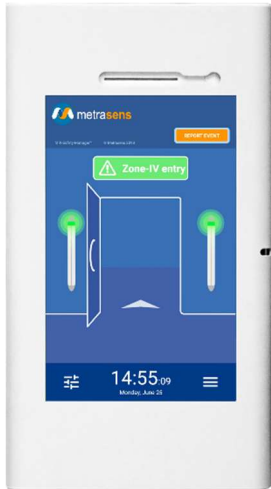 metrasens
REPORT EVENT
Zone-IV entry
14:55:09
Monday, June 26